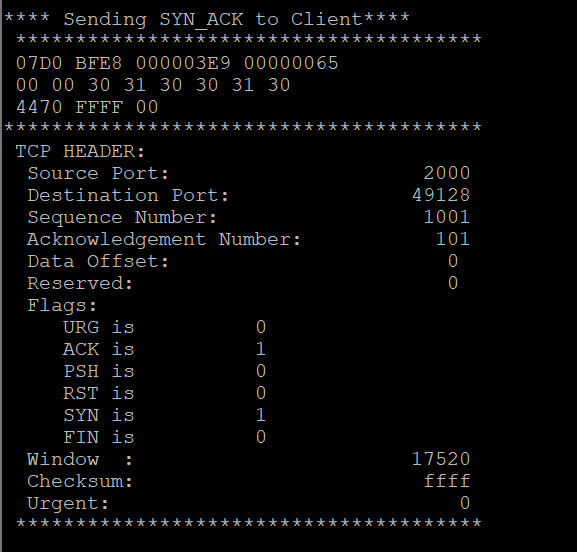 **** Sending SYN_ACK to Client****
****************************************
07D0 BFE8 000003E9 00000065
00 00 30 31 30 30 31 30
4470 FFFF 00
****************************************
TCP HEADER:
Source Port: 2000
Destination Port: 49128
Sequence Number: 1001
Acknowledgement Number: 101
Data Offset: 0
Reserved: 0
Flags:
URG is 0
ACK is 1
PSH is 0
RST is 0
SYN is 1
FIN is 0
Window : 17520
Checksum: ffff
Urgent: 0
***************************************